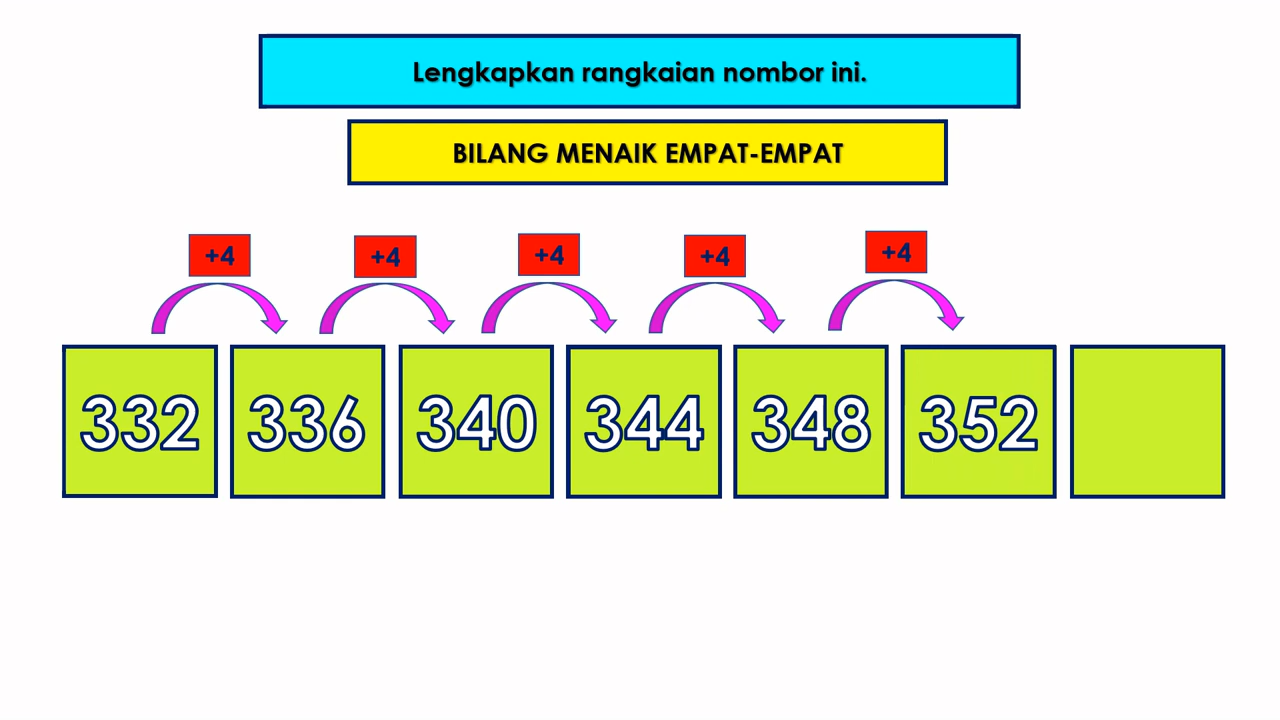 Lengkapkan rangkaian nombor ini.
BILANG MENAIK EMPAT-EMPAT
+4 +4 +4 +4 +4
332 336 340 344 348 352